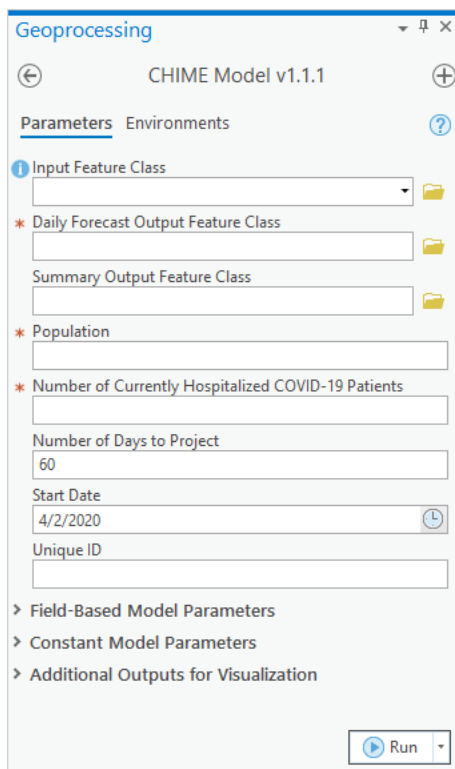 Geoprocessing
CHIME Model v1.1.1
Parameters Environments
?
i Input Feature Class
* Daily Forecast Output Feature Class
Summary Output Feature Class
* Population
* Number of Currently Hospitalized COVID-19 Patients
Number of Days to Project
60
Start Date
4/2/2020
Unique ID
> Field-Based Model Parameters
> Constant Model Parameters
> Additional Outputs for Visualization
Run